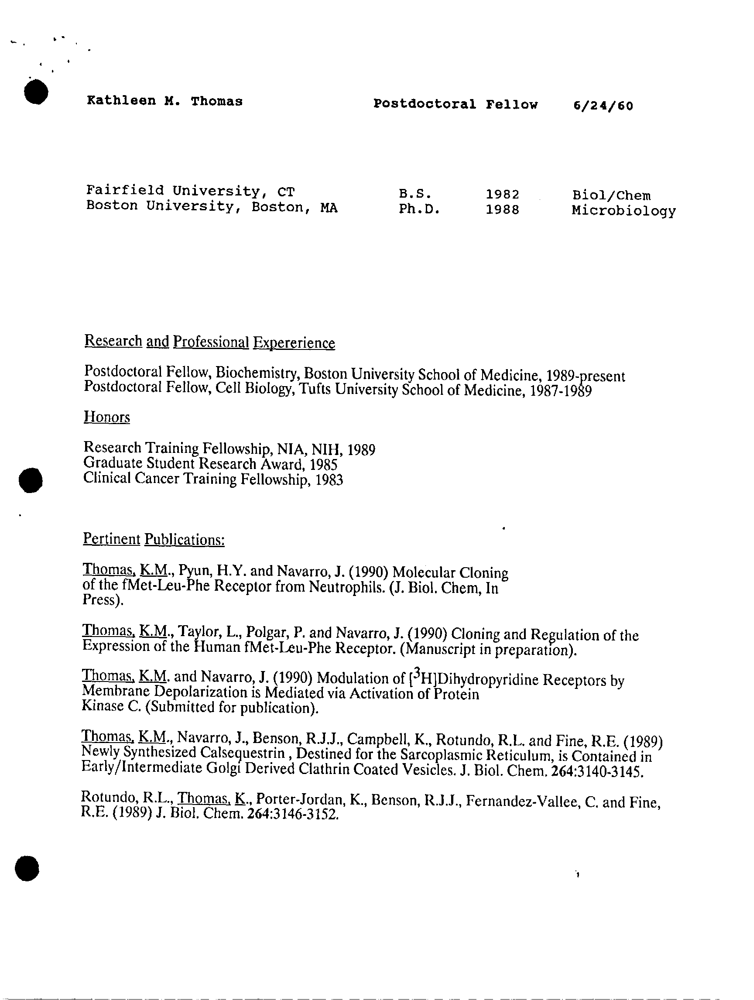 Kathleen M. Thomas Postdoctoral Fellow 6/24/60
Fairfield University, CT B.S. 1982 Biol/Chem
Boston University, Boston, MA Ph.D. 1988 Microbiology
Research and Professional Expererience
Postdoctoral Fellow, Biochemistry, Boston University School of Medicine, 1989-present
Postdoctoral Fellow, Cell Biology, Tufts University School of Medicine, 1987-1989
Honors
Research Training Fellowship, NIA, NIH, 1989
Graduate Student Research Award, 1985
Clinical Cancer Training Fellowship, 1983
Pertinent Publications:
Thomas, K.M., Pyun, H.Y. and Navarro, J. (1990) Molecular Cloning
of the fMet-Leu-Phe Receptor from Neutrophils. (J. Biol. Chem, In
Press).
Thomas, K.M., Taylor, L., Polgar, P. and Navarro, J. (1990) Cloning and Regulation of the
Expression of the Human fMet-Leu-Phe Receptor. (Manuscript in preparation).
Thomas, K.M. and Navarro, J. (1990) Modulation of [³H]Dihydropyridine Receptors by
Membrane Depolarization is Mediated via Activation of Protein
Kinase C. (Submitted for publication).
Thomas, K.M., Navarro, J., Benson, R.J.J., Campbell, K., Rotundo, R.L. and Fine, R.E. (1989)
Newly Synthesized Calsequestrin , Destined for the Sarcoplasmic Reticulum, is Contained in
Early/Intermediate Golgi Derived Clathrin Coated Vesicles. J. Biol. Chem. 264:3140-3145.
Rotundo, R.L., Thomas, K., Porter-Jordan, K., Benson, R.J.J., Fernandez-Vallee, C. and Fine,
R.E. (1989) J. Biol. Chem. 264:3146-3152.